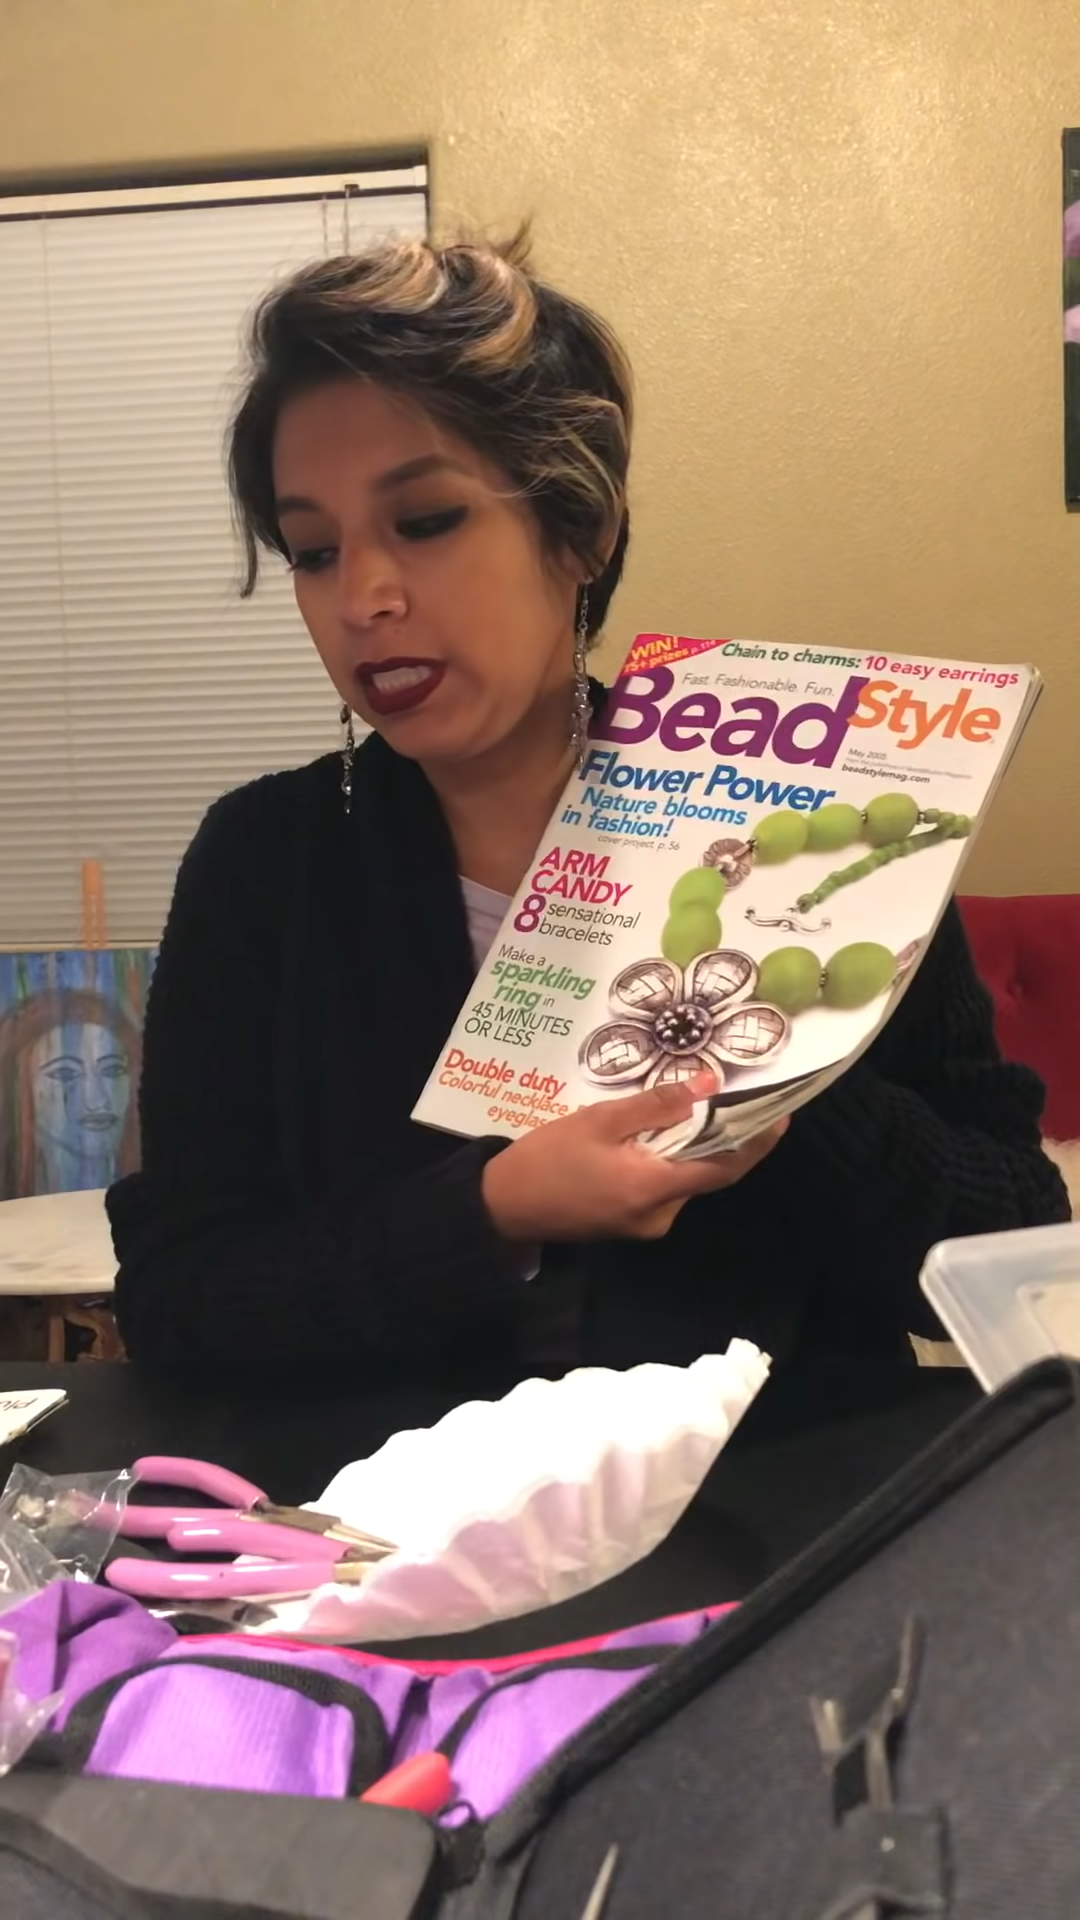 WIN!
75+ prizes p. 114
Chain to charms: 10 easy earrings
Fast. Fashionable. Fun.
BeadStyle
May 2005
beadstylemag.com
Flower Power
Nature blooms
in fashion!
cover project, p. 56
ARM
CANDY
8 sensational
bracelets
Make a
sparkling
ring in
45 MINUTES
OR LESS
Double duty
Colorful necklace